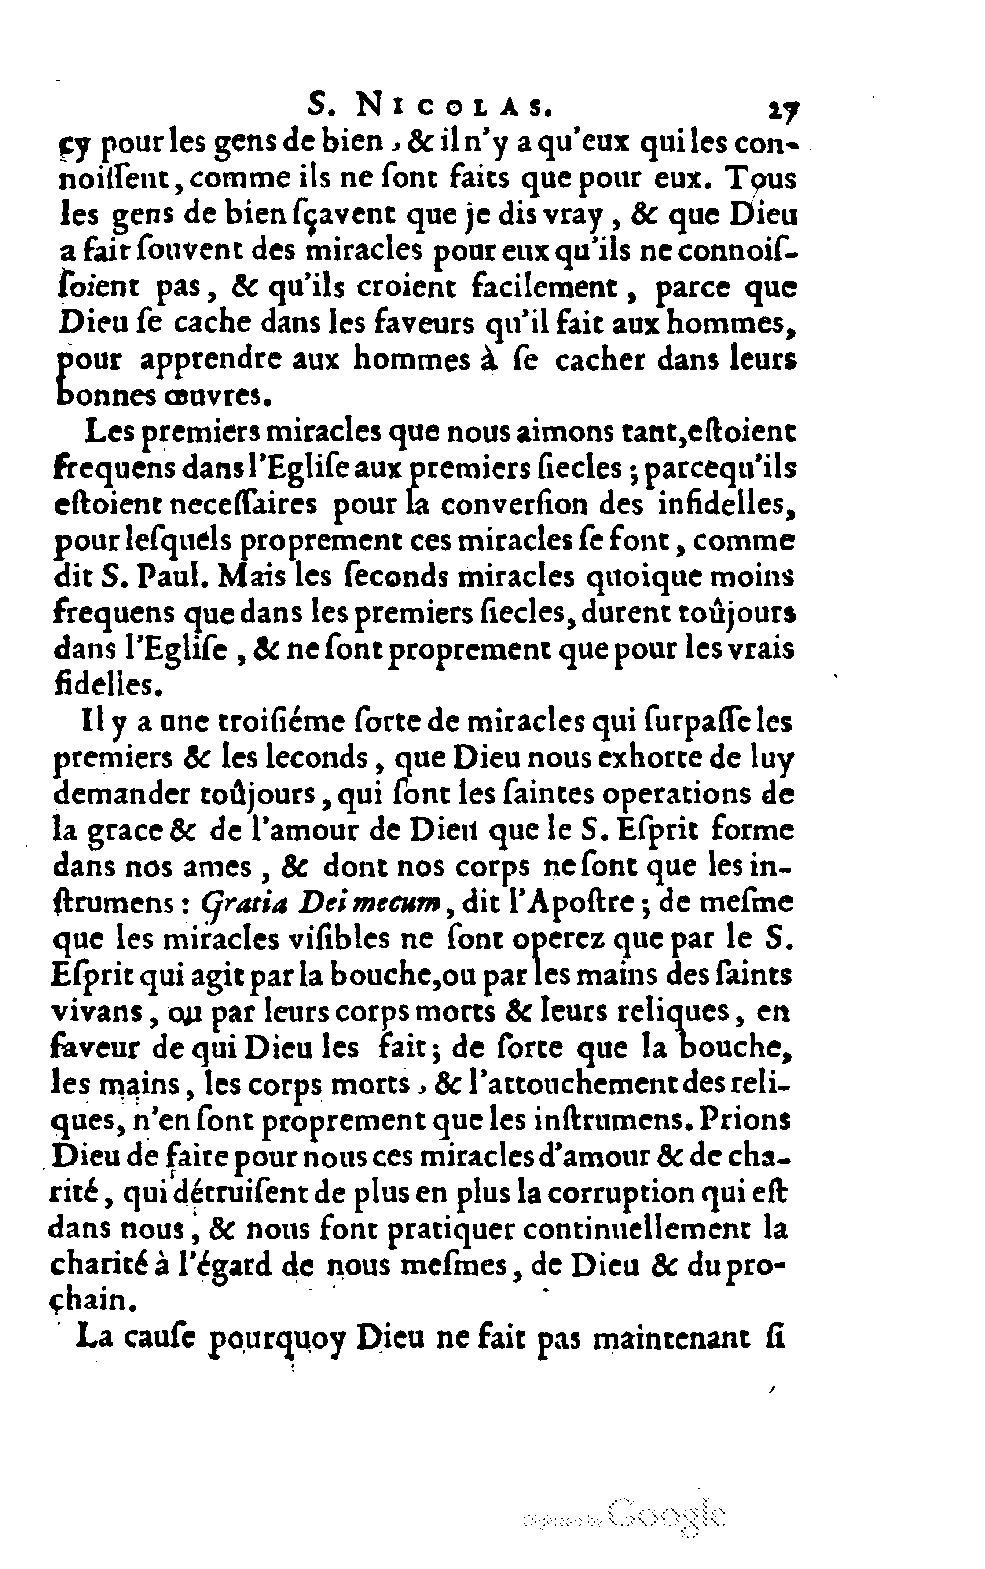 S. NICOLAS. 27
cy pour les gens de bien, & il n'y a qu'eux qui les con-
noiſſent, comme ils ne ſont faits que pour eux. Tous
les gens de bien ſçavent que je dis vray, & que Dieu
a fait ſouvent des miracles pour eux qu'ils ne connoiſ-
ſoient pas, & qu'ils croient facilement, parce que
Dieu ſe cache dans les faveurs qu'il fait aux hommes,
pour apprendre aux hommes à ſe cacher dans leurs
bonnes œuvres.
Les premiers miracles que nous aimons tant, eſtoient
frequens dans l'Egliſe aux premiers ſiecles; parcequ'ils
eſtoient neceſſaires pour la converſion des infidelles,
pour leſquels proprement ces miracles ſe font, comme
dit S. Paul. Mais les ſeconds miracles quoique moins
frequens que dans les premiers ſiecles, durent toûjours
dans l'Egliſe, & ne ſont proprement que pour les vrais
fidelles.
Il y a une troiſiéme ſorte de miracles qui ſurpaſſe les
premiers & les ſeconds, que Dieu nous exhorte de luy
demander toûjours, qui ſont les ſaintes operations de
la grace & de l'amour de Dieu que le S. Eſprit forme
dans nos ames, & dont nos corps ne ſont que les in-
ſtrumens: Gratia Dei mecum, dit l'Apoſtre; de meſme
que les miracles viſibles ne ſont operez que par le S.
Eſprit qui agit par la bouche, ou par les mains des ſaints
vivans, ou par leurs corps morts & leurs reliques, en
faveur de qui Dieu les fait; de ſorte que la bouche,
les mains, les corps morts, & l'attouchement des reli-
ques, n'en ſont proprement que les inſtrumens. Prions
Dieu de faire pour nous ces miracles d'amour & de cha-
rité, qui détruiſent de plus en plus la corruption qui eſt
dans nous, & nous font pratiquer continuellement la
charité à l'égard de nous meſmes, de Dieu & du pro-
chain.
La cauſe pourquoy Dieu ne fait pas maintenant ſi
Digitized by Google